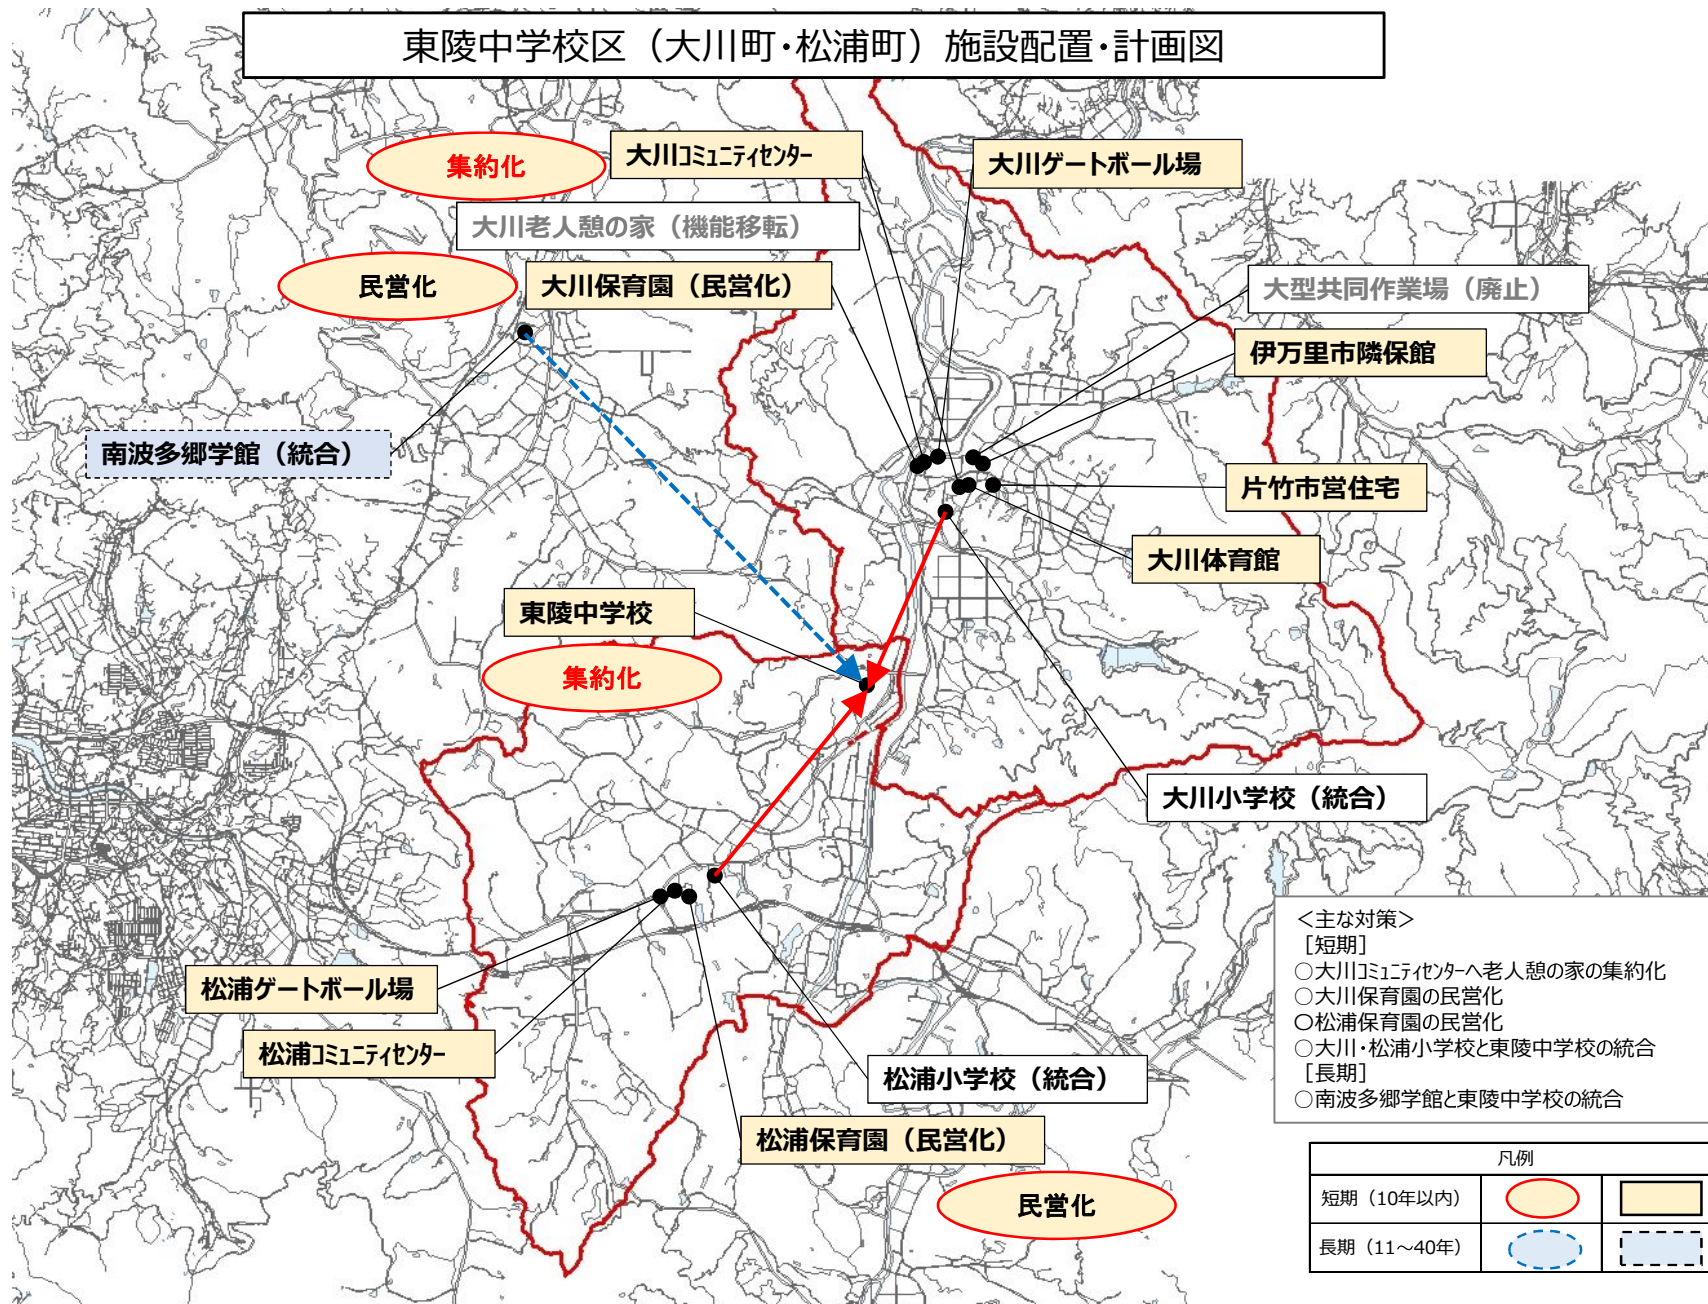 東陵中学校区（大川町・松浦町）施設配置・計画図
集約化
大川コミュニティセンター
大川ゲートボール場
大川老人憩の家（機能移転）
民営化
大川保育園（民営化）
大型共同作業場（廃止）
伊万里市隣保館
南波多郷学館（統合）
片竹市営住宅
大川体育館
東陵中学校
集約化
大川小学校（統合）
松浦ゲートボール場
松浦コミュニティセンター
松浦小学校（統合）
松浦保育園（民営化）
民営化
＜主な対策＞
［短期］
○大川コミュニティセンターへ老人憩の家の集約化
○大川保育園の民営化
○松浦保育園の民営化
○大川・松浦小学校と東陵中学校の統合
［長期］
○南波多郷学館と東陵中学校の統合
凡例
短期（10年以内）
長期（11～40年）